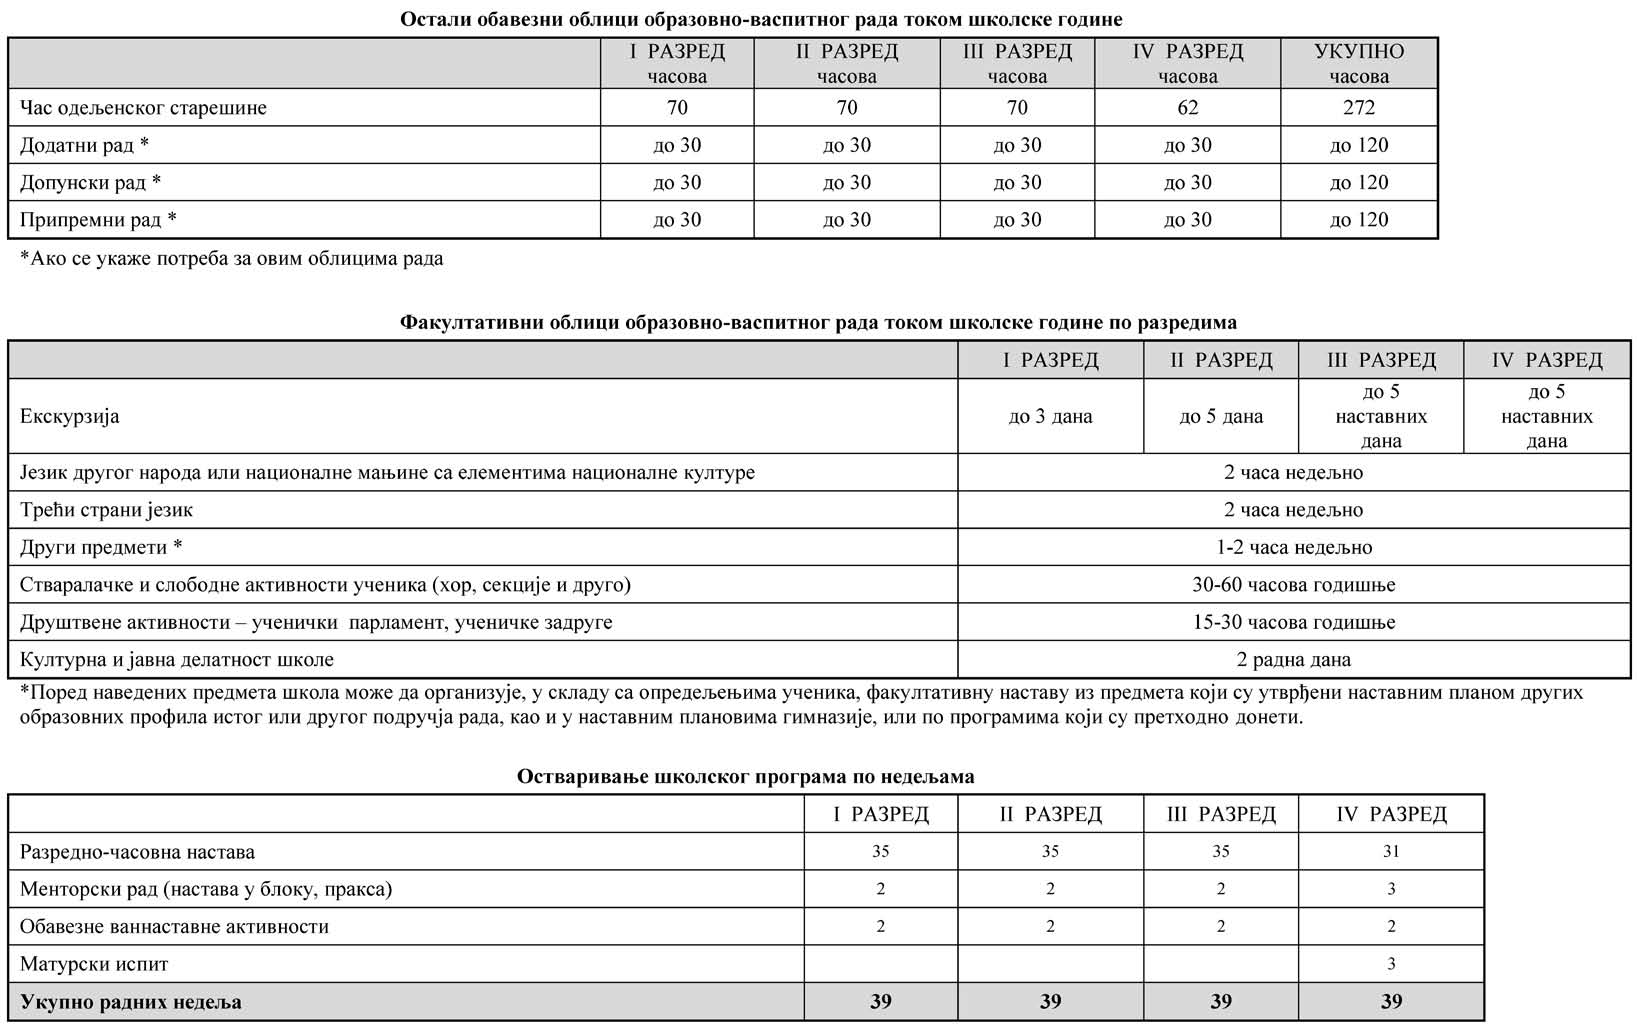 Остали обавезни облици образовно-васпитног рада током школске године
I РАЗРЕД часова II РАЗРЕД часова III РАЗРЕД часова IV РАЗРЕД часова УКУПНО часова
Час одељенског старешине 70 70 70 62 272
Додатни рад * до 30 до 30 до 30 до 30 до 120
Допунски рад * до 30 до 30 до 30 до 30 до 120
Припремни рад * до 30 до 30 до 30 до 30 до 120
*Ако се укаже потреба за овим облицима рада
Факултативни облици образовно-васпитног рада током школске године по разредима
I РАЗРЕД II РАЗРЕД III РАЗРЕД IV РАЗРЕД
Екскурзија до 3 дана до 5 дана до 5 наставних дана до 5 наставних дана
Језик другог народа или националне мањине са елементима националне културе 2 часа недељно
Трећи страни језик 2 часа недељно
Други предмети * 1-2 часа недељно
Стваралачке и слободне активности ученика (хор, секције и друго) 30-60 часова годишње
Друштвене активности – ученички парламент, ученичке задруге 15-30 часова годишње
Културна и јавна делатност школе 2 радна дана
*Поред наведених предмета школа може да организује, у складу са опредељењима ученика, факултативну наставу из предмета који су утврђени наставним планом других
образовних профила истог или другог подручја рада, као и у наставним плановима гимназије, или по програмима који су претходно донети.
Остваривање школског програма по недељама
I РАЗРЕД II РАЗРЕД III РАЗРЕД IV РАЗРЕД
Разредно-часовна настава 35 35 35 31
Менторски рад (настава у блоку, пракса) 2 2 2 3
Обавезне ваннаставне активности 2 2 2 2
Матурски испит 3
Укупно радних недеља 39 39 39 39